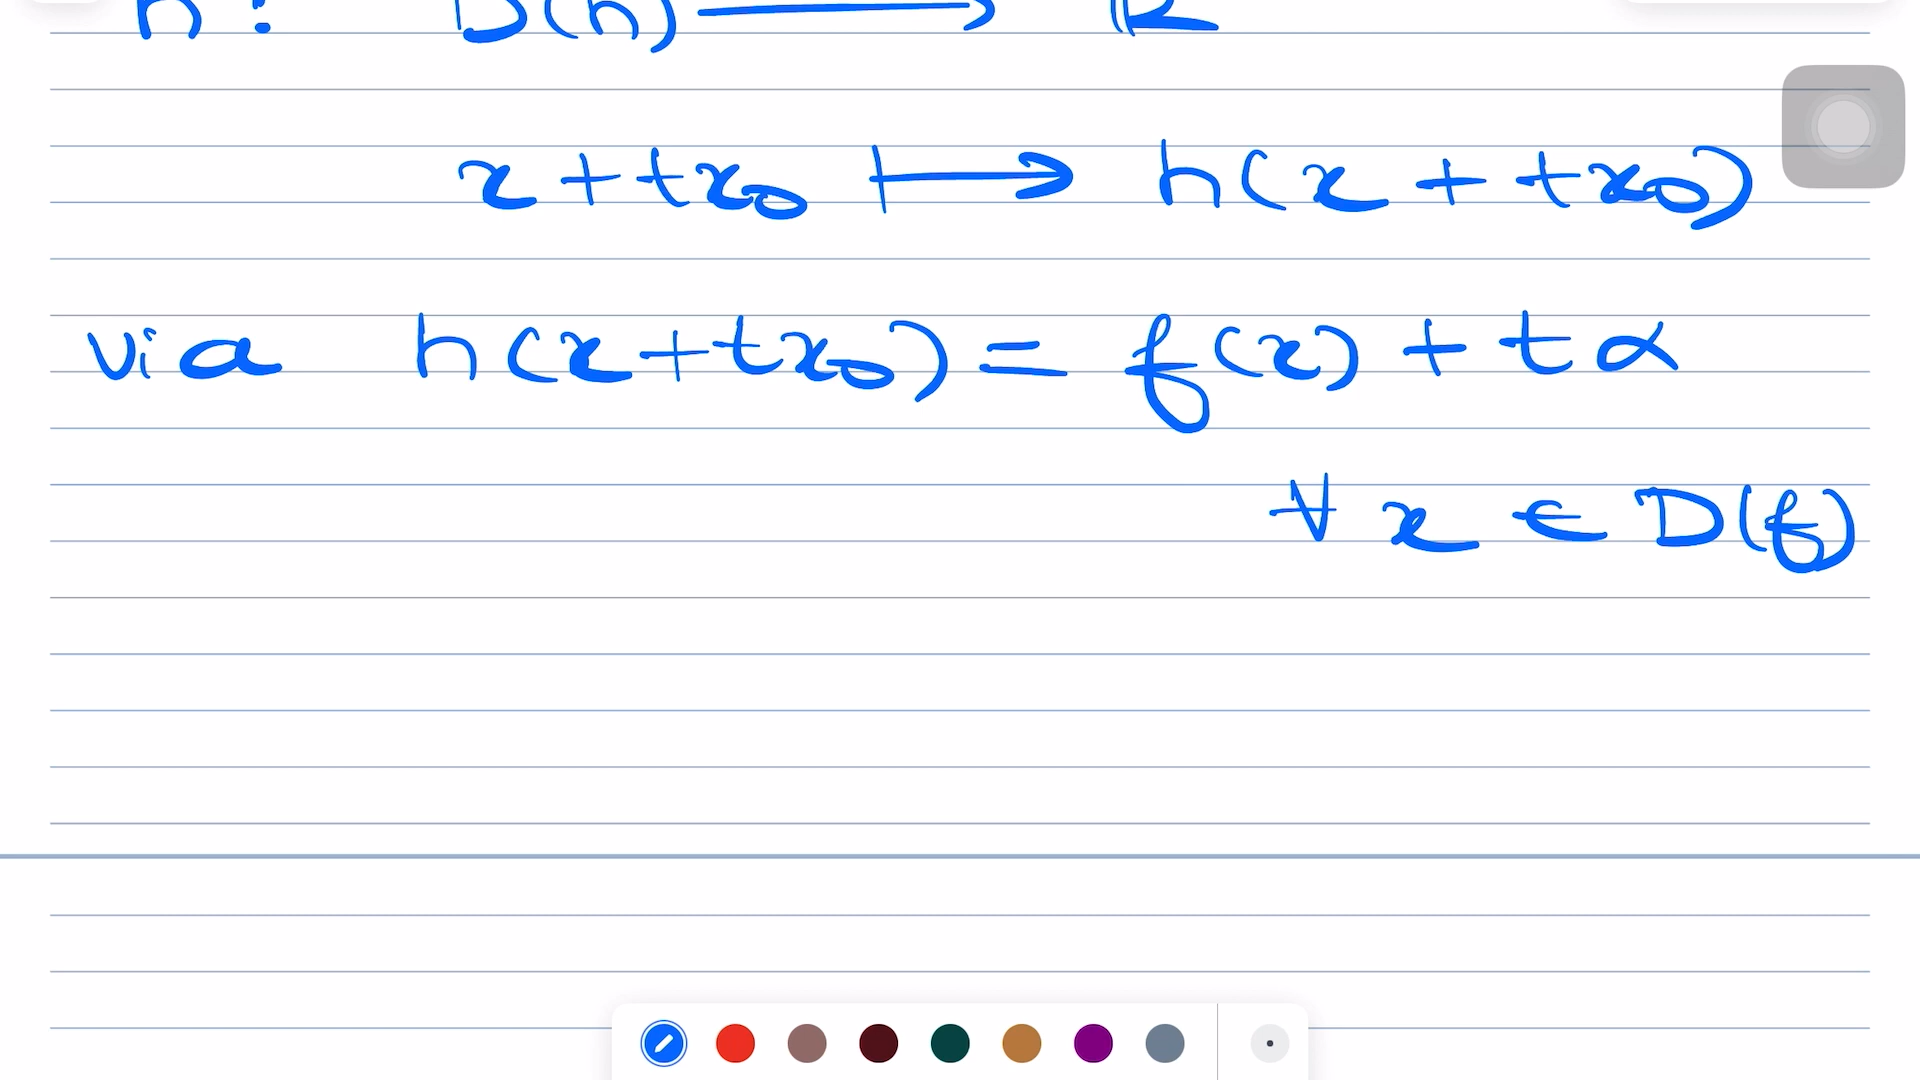 h : D(h) ⟶ ℝ
x + tx₀ ⟼ h(x + tx₀)
via h(x + tx₀) = f(x) + tα
∀ x ∈ D(f)